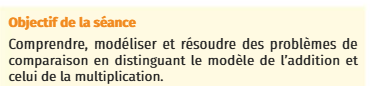 Objectif de la séance
Comprendre, modéliser et résoudre des problèmes de
comparaison en distinguant le modèle de l’addition et
celui de la multiplication.